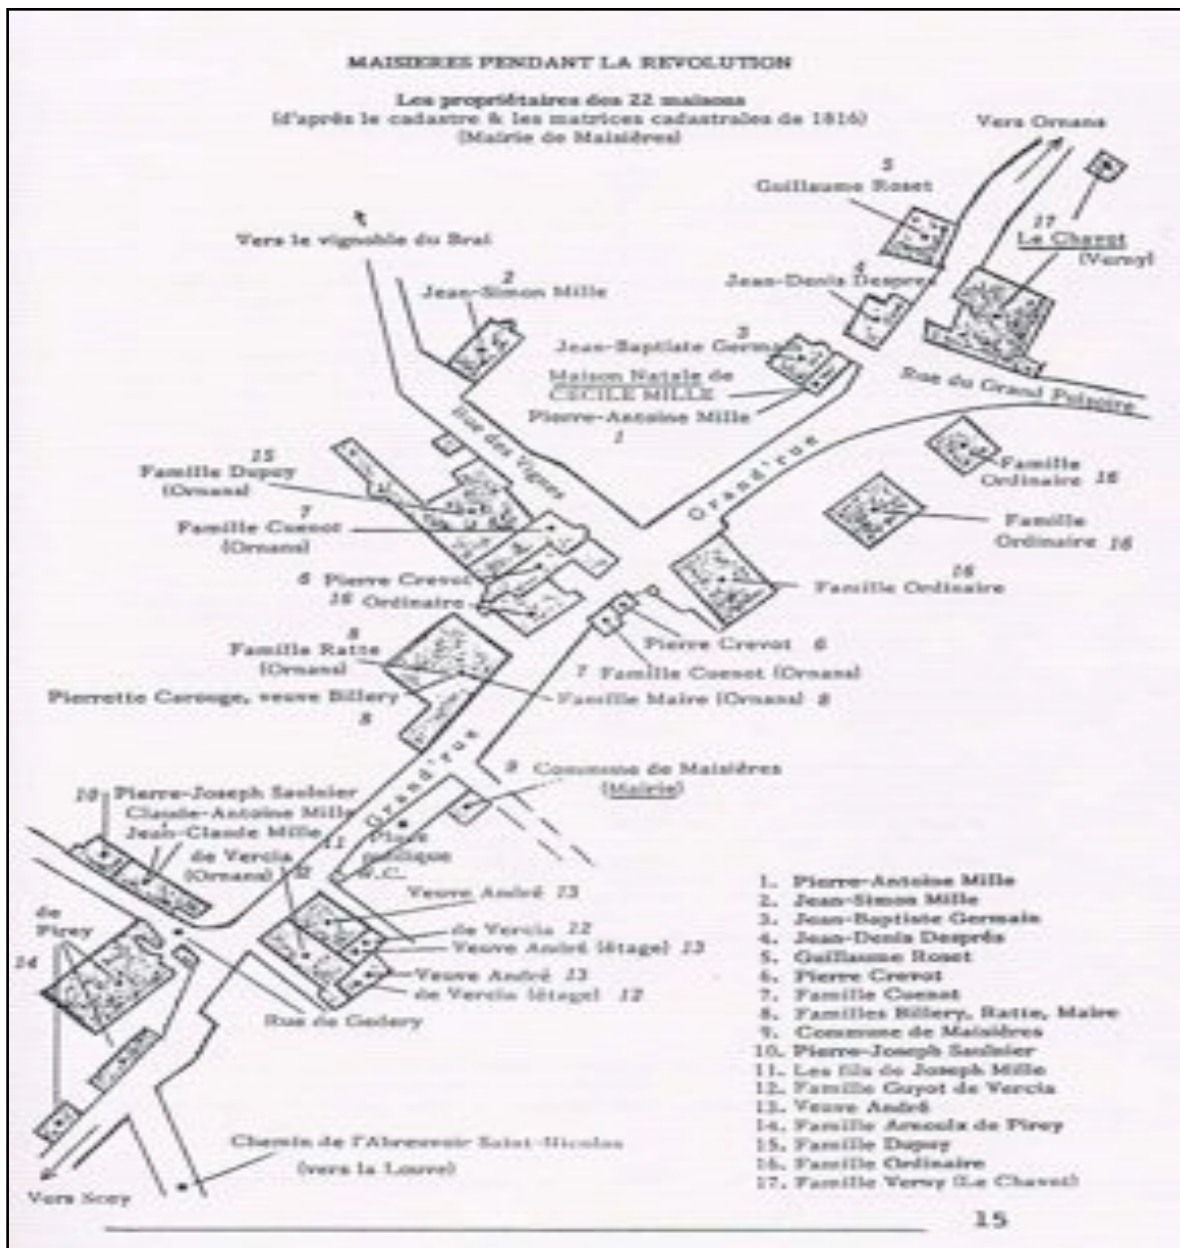 MAISIERES PENDANT LA REVOLUTION
Les propriétaires des 22 maisons
(d'après le cadastre & les matrices cadastrales de 1816)
(Mairie de Maisières)
Vers Ornans
5
Guillaume Roset
17
Le Chavot
(Verny)
Vers le vignoble du Brai
2
Jean-Simon Mille
4
Jean-Denis Després
3
Jean-Baptiste Germain
Maison Natale de
CECILE MILLE
Pierre-Antoine Mille
1
Rue du Grand
Rue des Vignes
Grand'rue
15
Famille Dupuy
(Ornans)
7
Famille Cuenot
(Ornans)
Famille
Ordinaire 16
Famille
Ordinaire 16
6 Pierre Crevot
16 Ordinaire
16
Famille Ordinaire
8
Famille Ratte
(Ornans)
Pierre Crevot 6
7 Famille Cuenot (Ornans)
Pierrette Carouge, veuve Billery
8
Famille Maire (Ornans) 8
Grand'rue
9 Commune de Maisières
(Mairie)
10 Pierre-Joseph Saulnier
Claude-Antoine Mille
Jean-Claude Mille 11
Place
publique
W.C.
de Vercia
(Ornans) 12
Veuve André 13
de Vercia 12
Veuve André (étage) 13
Veuve André 13
de Vercia (étage) 12
de
Pirey
14
Rue de Gedery
Chemin de l'Abreuvoir Saint-Nicolas
(vers la Louve)
Vers Scey
1. Pierre-Antoine Mille
2. Jean-Simon Mille
3. Jean-Baptiste Germain
4. Jean-Denis Després
5. Guillaume Roset
6. Pierre Crevot
7. Famille Cuenot
8. Familles Billery, Ratte, Maire
9. Commune de Maisières
10. Pierre-Joseph Saulnier
11. Les fils de Joseph Mille
12. Famille Guyot de Vercia
13. Veuve André
14. Famille de Pirey
15. Famille Dupuy
16. Famille Ordinaire
17. Famille Verny (Le Chavot)
15